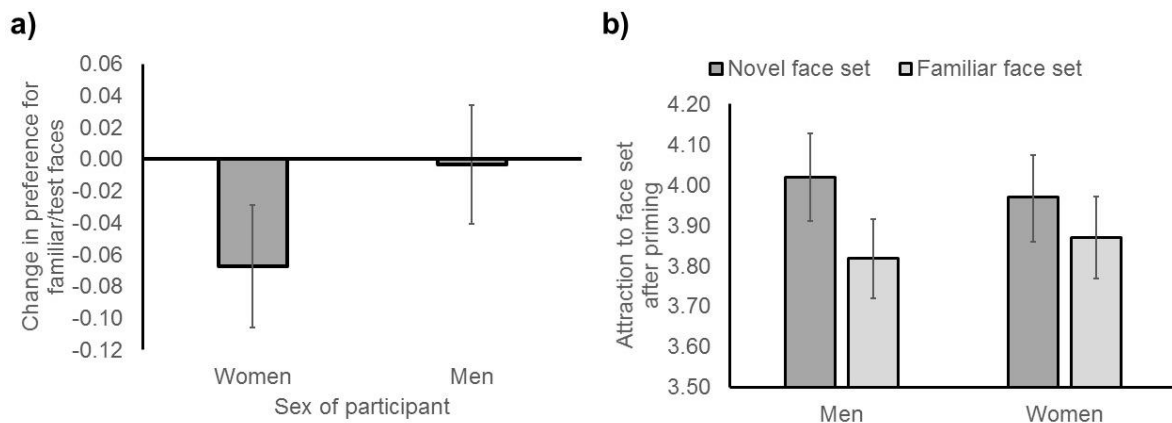 a)
Change in preference for
familiar/test faces
0.06
0.04
0.02
0.00
-0.02
-0.04
-0.06
-0.08
-0.10
-0.12
Women Men
Sex of participant
b)
Novel face set Familiar face set
Attraction to face set
after priming
4.20
4.10
4.00
3.90
3.80
3.70
3.60
3.50
Men Women